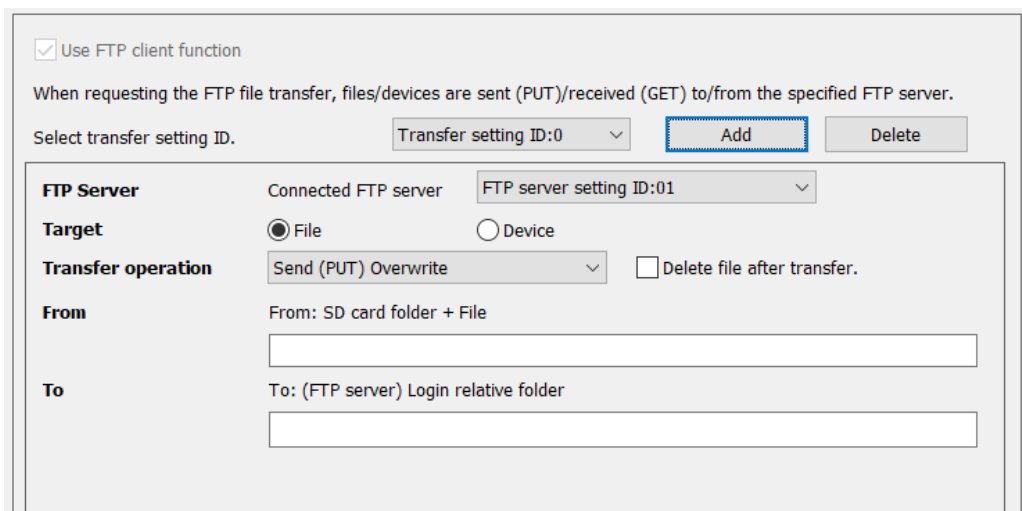 Use FTP client function
When requesting the FTP file transfer, files/devices are sent (PUT)/received (GET) to/from the specified FTP server.
Select transfer setting ID. Transfer setting ID:0 Add Delete
FTP Server Connected FTP server FTP server setting ID:01
Target File Device
Transfer operation Send (PUT) Overwrite Delete file after transfer.
From From: SD card folder + File
To To: (FTP server) Login relative folder